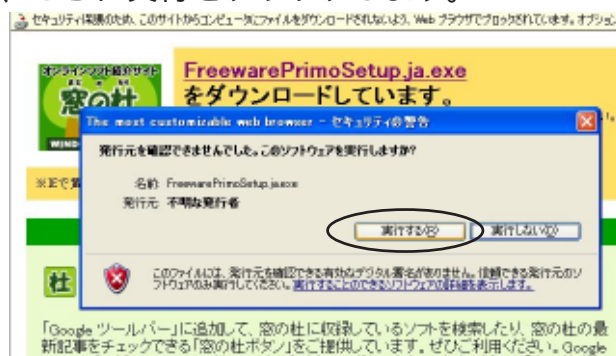 セキュリティ保護のため、このサイトからコンピュータにファイルをダウンロードされないよう、Web ブラウザでブロックされています。オプション
オンラインソフト紹介サイト
窓の杜
FreewarePrimoSetup.ja.exe
をダウンロードしています。
The most customizable web browser - セキュリティの警告
発行元を確認できませんでした。このソフトウェアを実行しますか?
名前: FreewarePrimoSetup.ja.exe
発行元: 不明な発行者
実行する(R)
実行しない(D)
このファイルには、発行元を確認できる有効なデジタル署名がありません。信頼できる発行元のソ
フトウェアのみ実行してください。実行することのできるソフトウェアの詳細を表示します。
※IEで
杜
「Google ツールバー」に追加して、窓の杜に収録しているソフトを検索したり、窓の杜の最
新記事をチェックできる「窓の杜ボタン」をご提供しています。ぜひご利用ください。Google